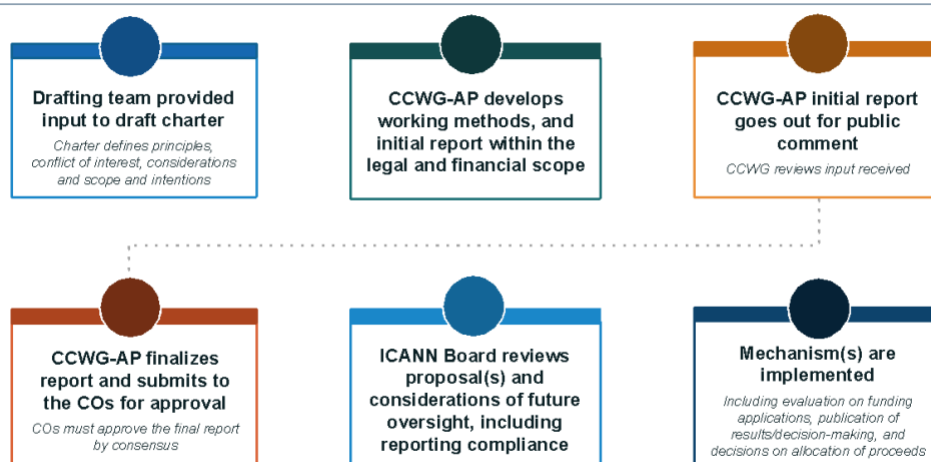 Drafting team provided
input to draft charter
Charter defines principles,
conflict of interest, considerations
and scope and intentions
CCWG-AP develops
working methods, and
initial report within the
legal and financial scope
CCWG-AP initial report
goes out for public
comment
CCWG reviews input received
CCWG-AP finalizes
report and submits to
the COs for approval
COs must approve the final report
by consensus
ICANN Board reviews
proposal(s) and
considerations of future
oversight, including
reporting compliance
Mechanism(s) are
implemented
Including evaluation on funding
applications, publication of
results/decision-making, and
decisions on allocation of proceeds